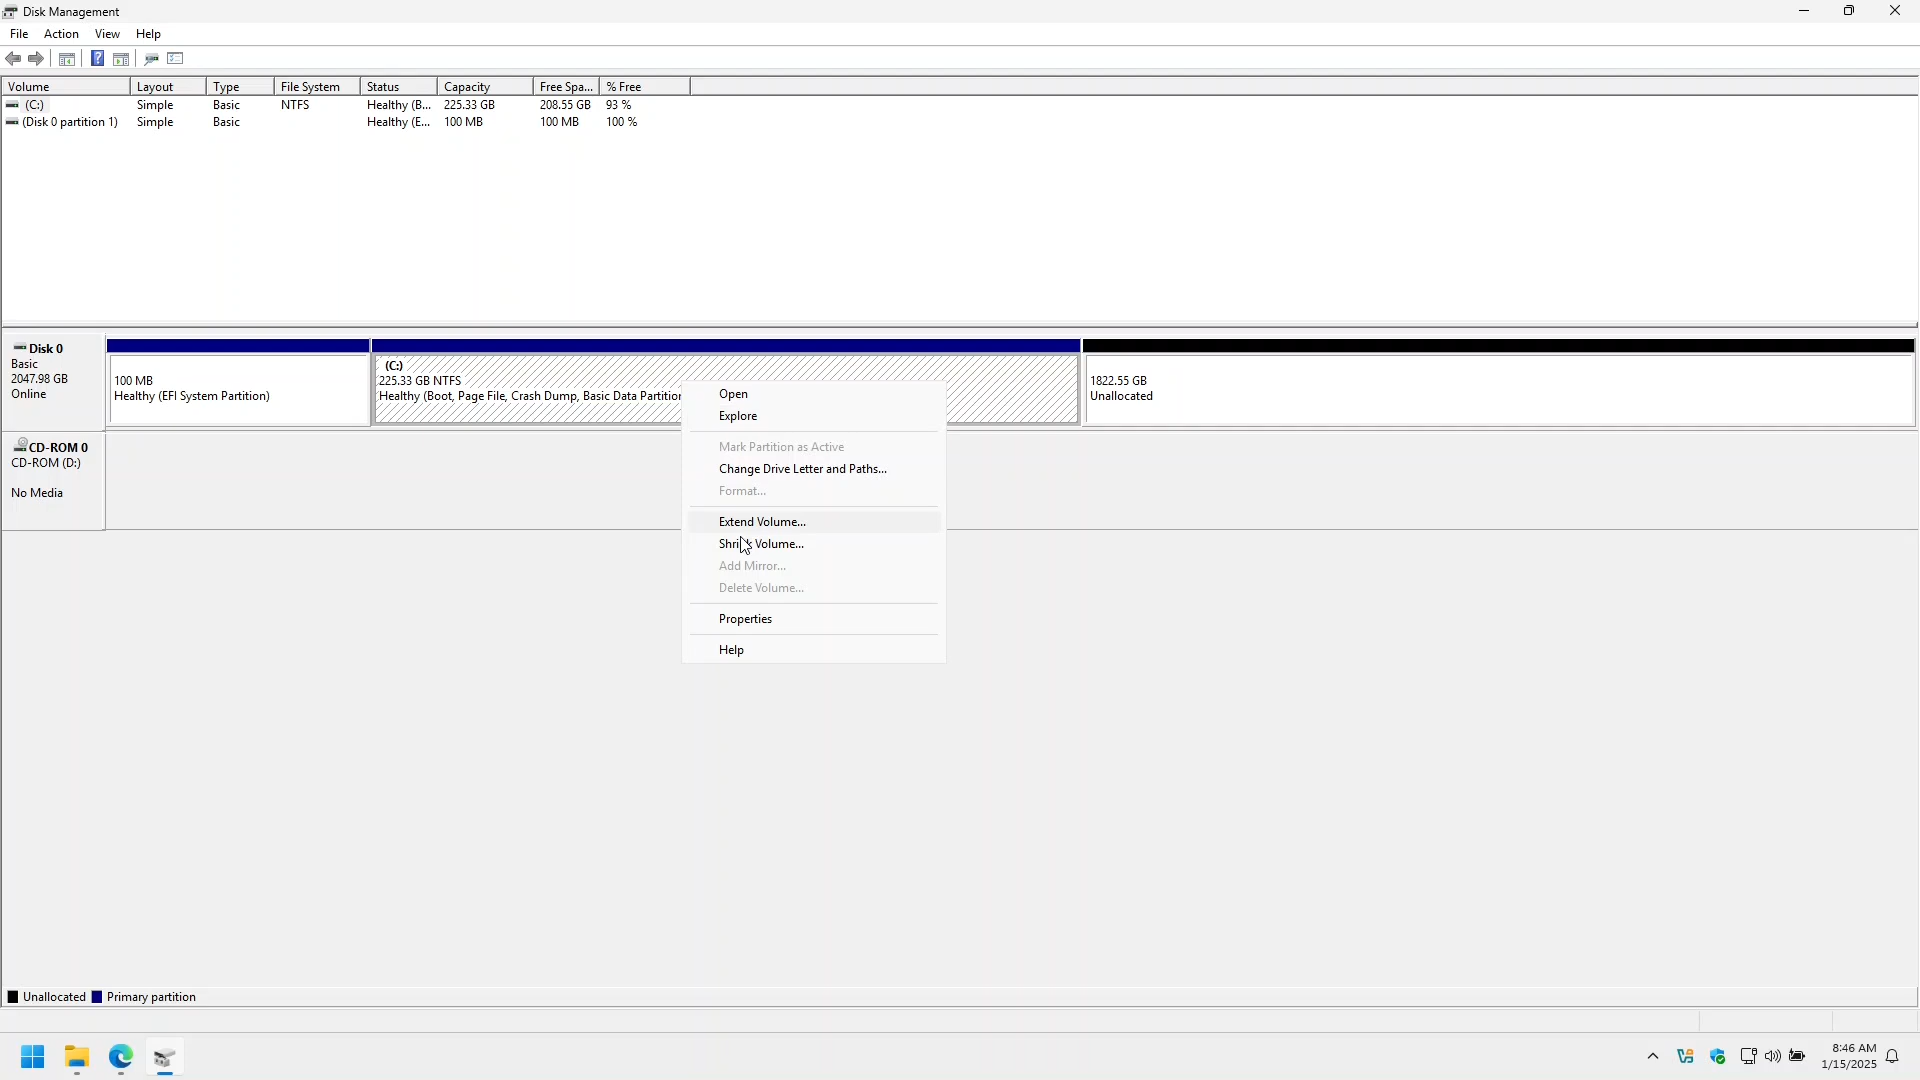 Disk Management
File Action View Help
Volume Layout Type File System Status Capacity Free Spa... % Free
(C:) Simple Basic NTFS Healthy (B... 225.33 GB 208.55 GB 93 %
(Disk 0 partition 1) Simple Basic Healthy (E... 100 MB 100 MB 100 %
Disk 0
Basic
2047.98 GB
Online
100 MB
Healthy (EFI System Partition)
(C:)
225.33 GB NTFS
Healthy (Boot, Page File, Crash Dump, Basic Data Partition
1822.55 GB
Unallocated
CD-ROM 0
CD-ROM (D:)
No Media
Open
Explore
Mark Partition as Active
Change Drive Letter and Paths...
Format...
Extend Volume...
Shrink Volume...
Add Mirror...
Delete Volume...
Properties
Help
Unallocated Primary partition
8:46 AM
1/15/2025